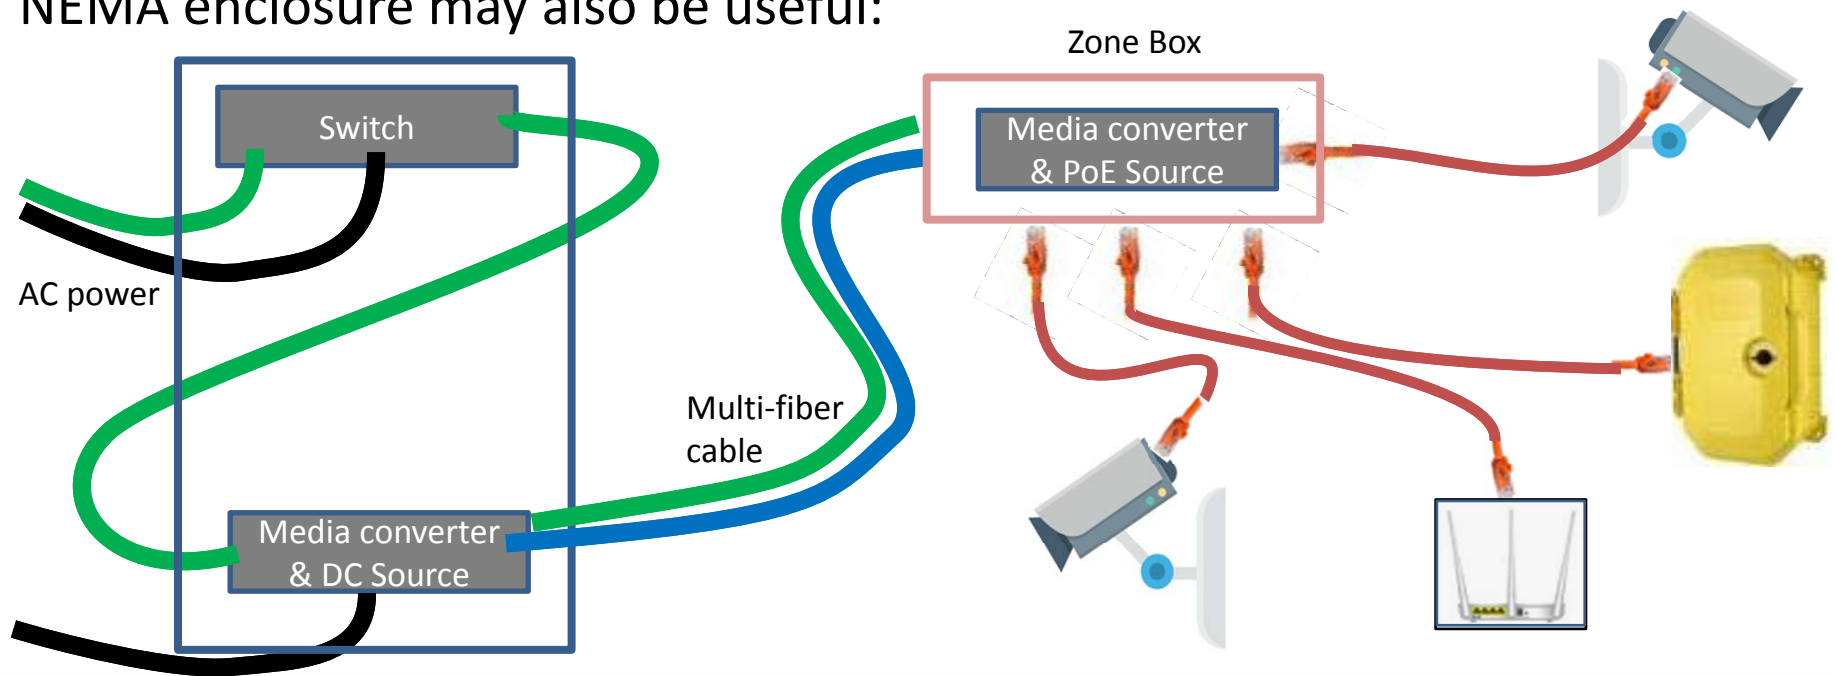 NEMA enclosure may also be useful:
Zone Box
Switch
Media converter
& PoE Source
AC power
Multi-fiber
cable
Media converter
& DC Source